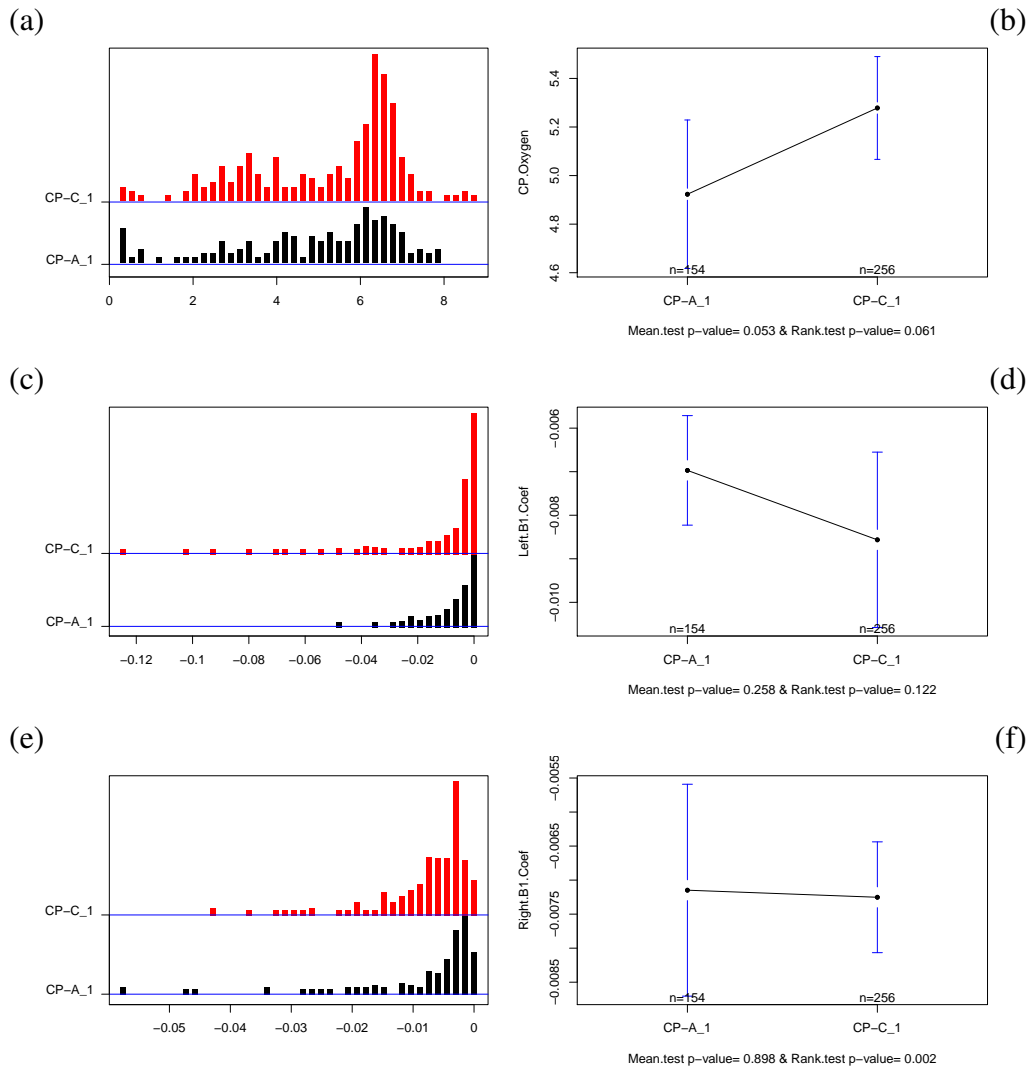 (a)
CP−C_1
CP−A_1
0 2 4 6 8
(b)
CP.Oxygen
4.6 4.8 5.0 5.2 5.4
n=154 n=256
CP−A_1 CP−C_1
Mean.test p−value= 0.053 & Rank.test p−value= 0.061
(c)
CP−C_1
CP−A_1
−0.12 −0.1 −0.08 −0.06 −0.04 −0.02 0
(d)
Left.B1.Coef
−0.010 −0.008 −0.006
n=154 n=256
CP−A_1 CP−C_1
Mean.test p−value= 0.258 & Rank.test p−value= 0.122
(e)
CP−C_1
CP−A_1
−0.05 −0.04 −0.03 −0.02 −0.01 0
(f)
Right.B1.Coef
−0.0085 −0.0075 −0.0065 −0.0055
n=154 n=256
CP−A_1 CP−C_1
Mean.test p−value= 0.898 & Rank.test p−value= 0.002